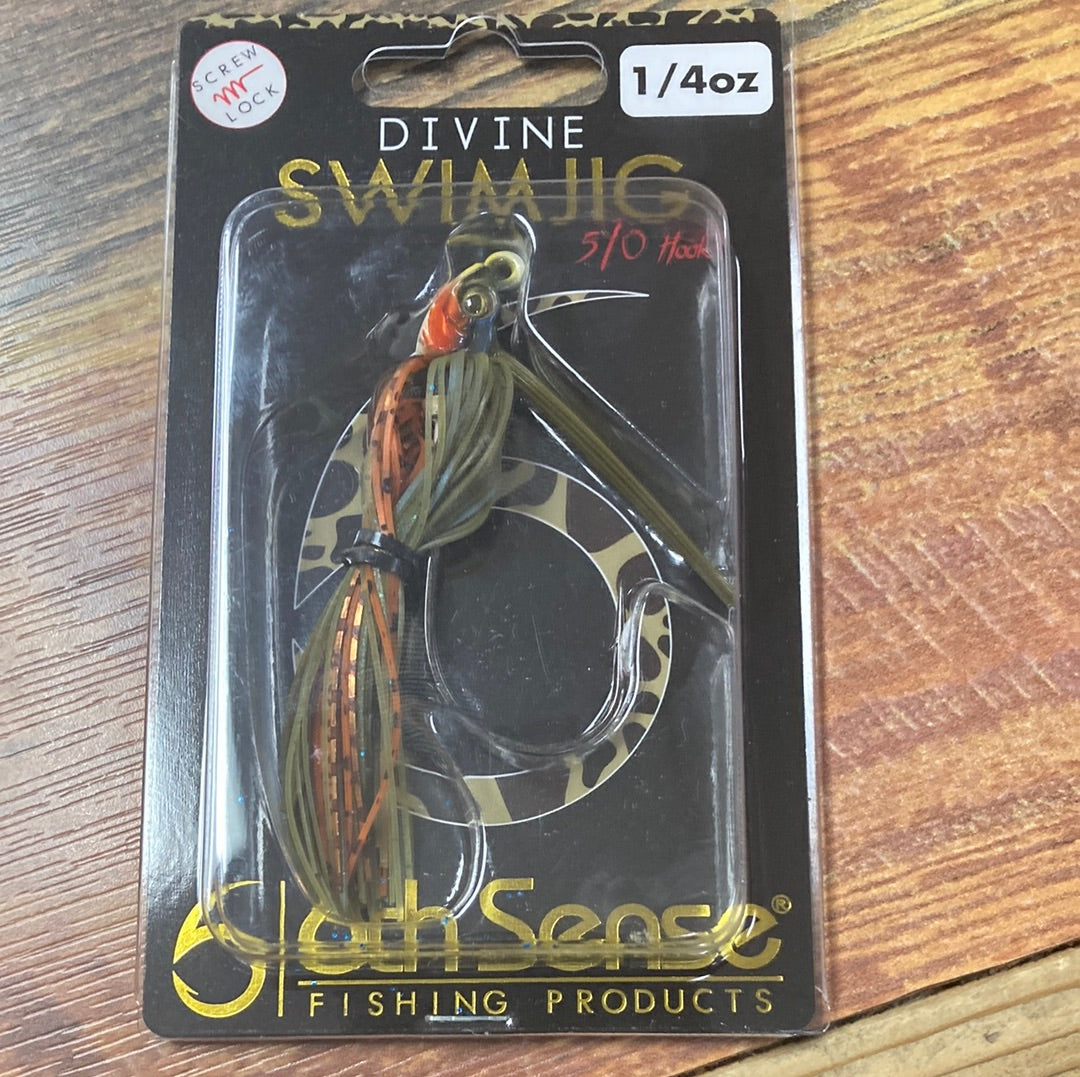 SCREW
LOCK
1/4oz
DIVINE
SWIMJIG
5/0 Hook
6th Sense®
FISHING PRODUCTS